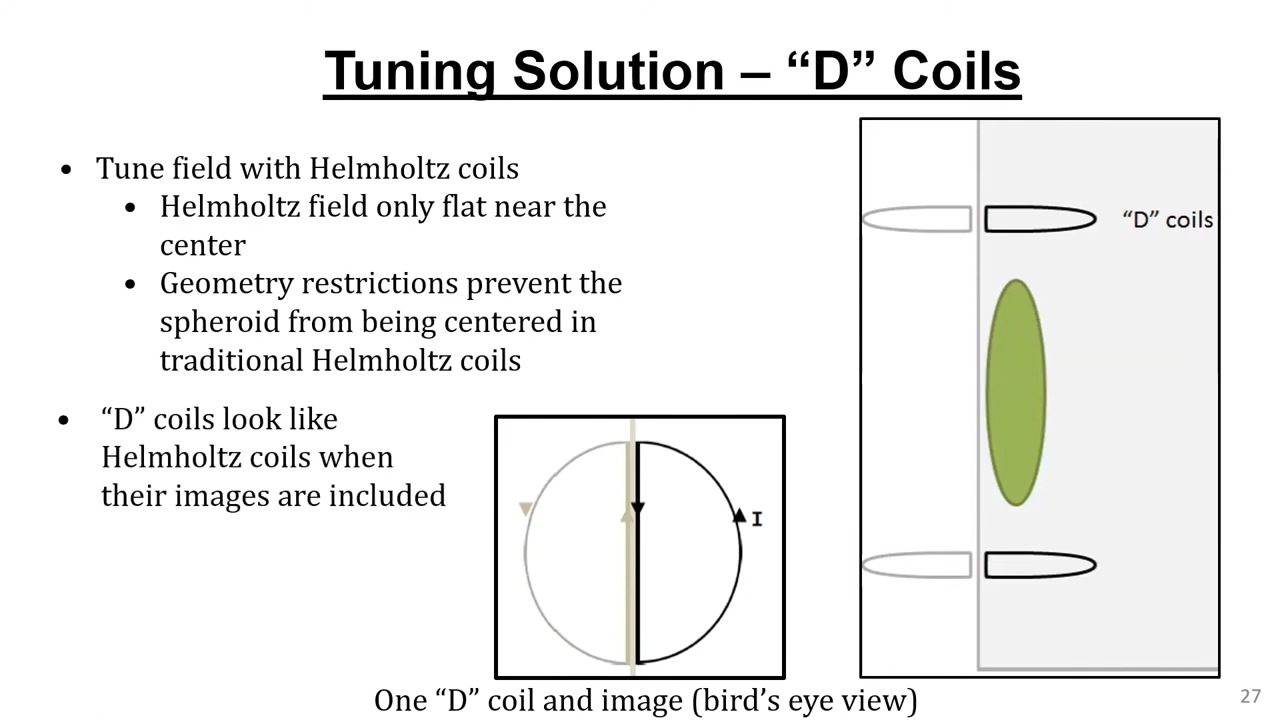 Tuning Solution – “D” Coils
• Tune field with Helmholtz coils
• Helmholtz field only flat near the
center
• Geometry restrictions prevent the
spheroid from being centered in
traditional Helmholtz coils
• “D” coils look like
Helmholtz coils when
their images are included
I
One “D” coil and image (bird’s eye view)
“D” coils
27